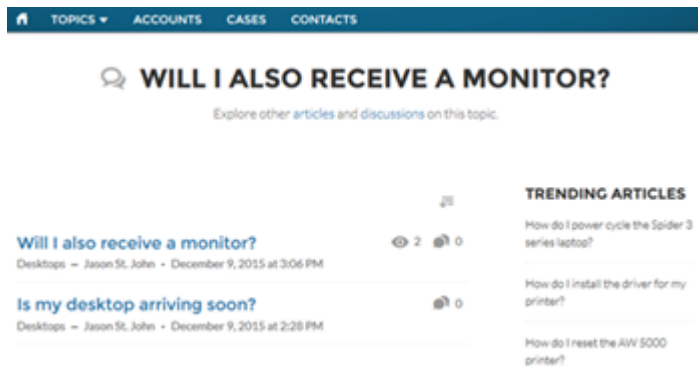 TOPICS ACCOUNTS CASES CONTACTS
WILL I ALSO RECEIVE A MONITOR?
Explore other articles and discussions on this topic.
Will I also receive a monitor? 2 0
Desktops — Jason St. John • December 9, 2015 at 3:06 PM
Is my desktop arriving soon? 0
Desktops — Jason St. John • December 9, 2015 at 2:28 PM
TRENDING ARTICLES
How do I power cycle the Spider 3
series laptop?
How do I install the driver for my
printer?
How do I reset the AW 5000
printer?